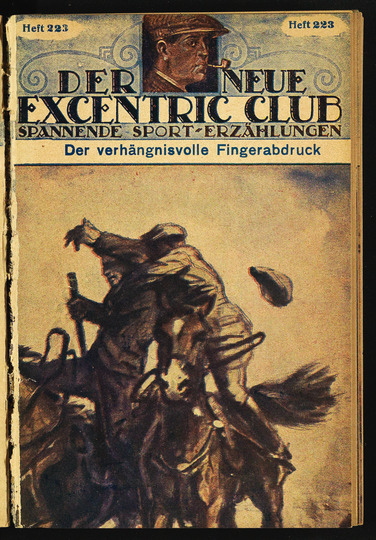 Heft 223
Heft 223
DER NEUE
EXCENTRIC CLUB
SPANNENDE SPORT-ERZÄHLUNGEN
Der verhängnisvolle Fingerabdruck